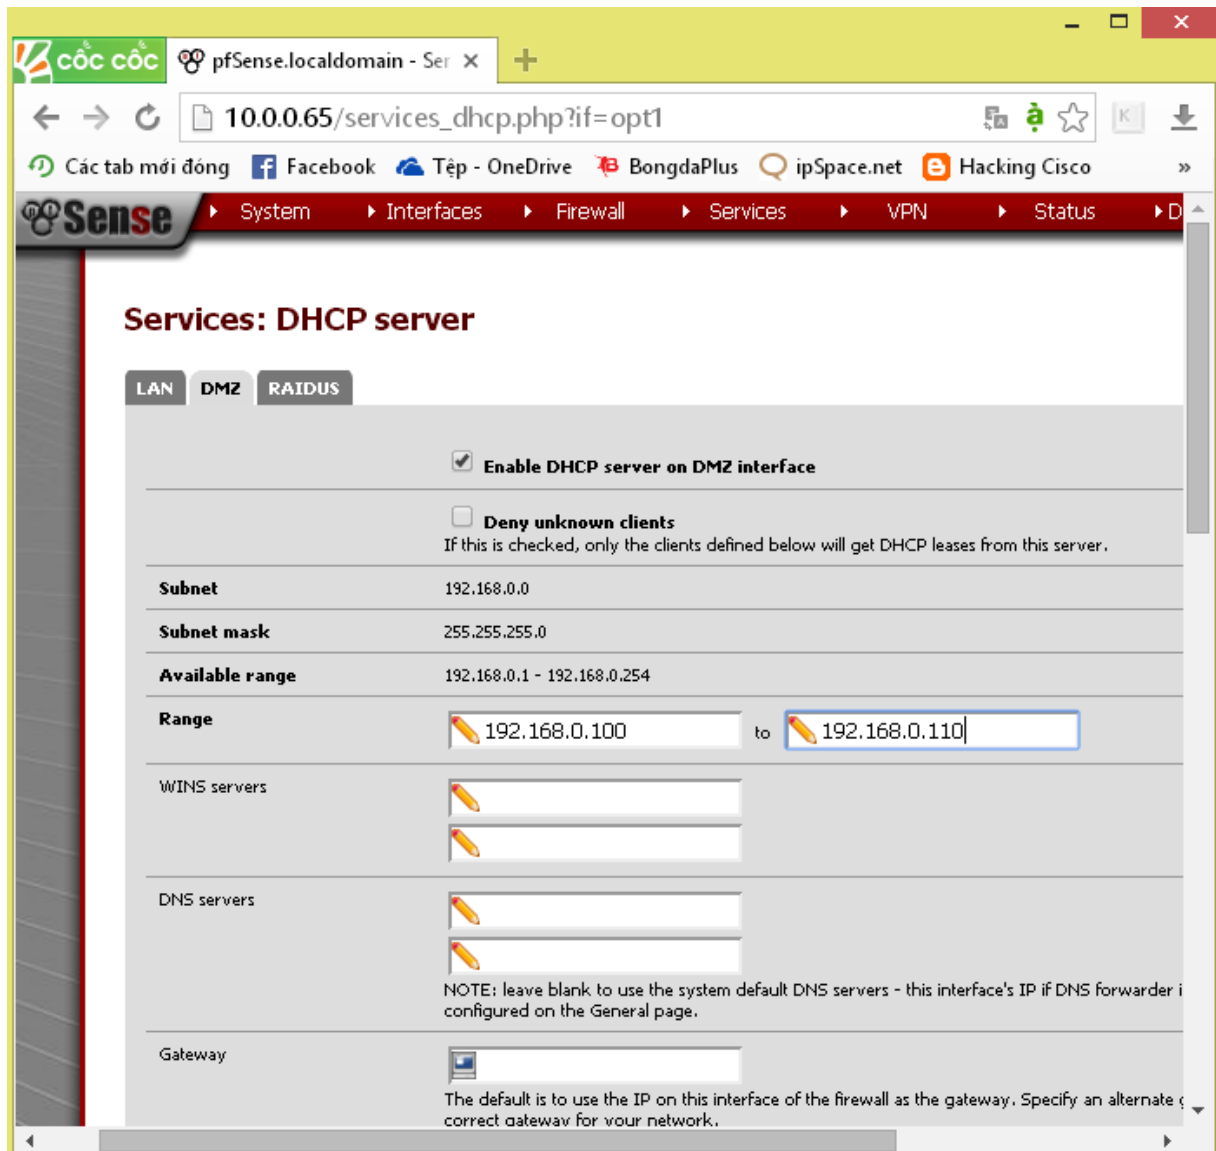 cốc cốc
pfSense.localdomain - Ser
10.0.0.65/services_dhcp.php?if=opt1
Các tab mới đóng Facebook Tệp - OneDrive BongdaPlus ipSpace.net Hacking Cisco »
Sense System Interfaces Firewall Services VPN Status D
Services: DHCP server
LAN DMZ RAIDUS
Enable DHCP server on DMZ interface
Deny unknown clients
If this is checked, only the clients defined below will get DHCP leases from this server.
Subnet 192.168.0.0
Subnet mask 255.255.255.0
Available range 192.168.0.1 - 192.168.0.254
Range 192.168.0.100 to 192.168.0.110
WINS servers
DNS servers
NOTE: leave blank to use the system default DNS servers - this interface's IP if DNS forwarder i
configured on the General page.
Gateway
The default is to use the IP on this interface of the firewall as the gateway. Specify an alternate g
correct gateway for your network.